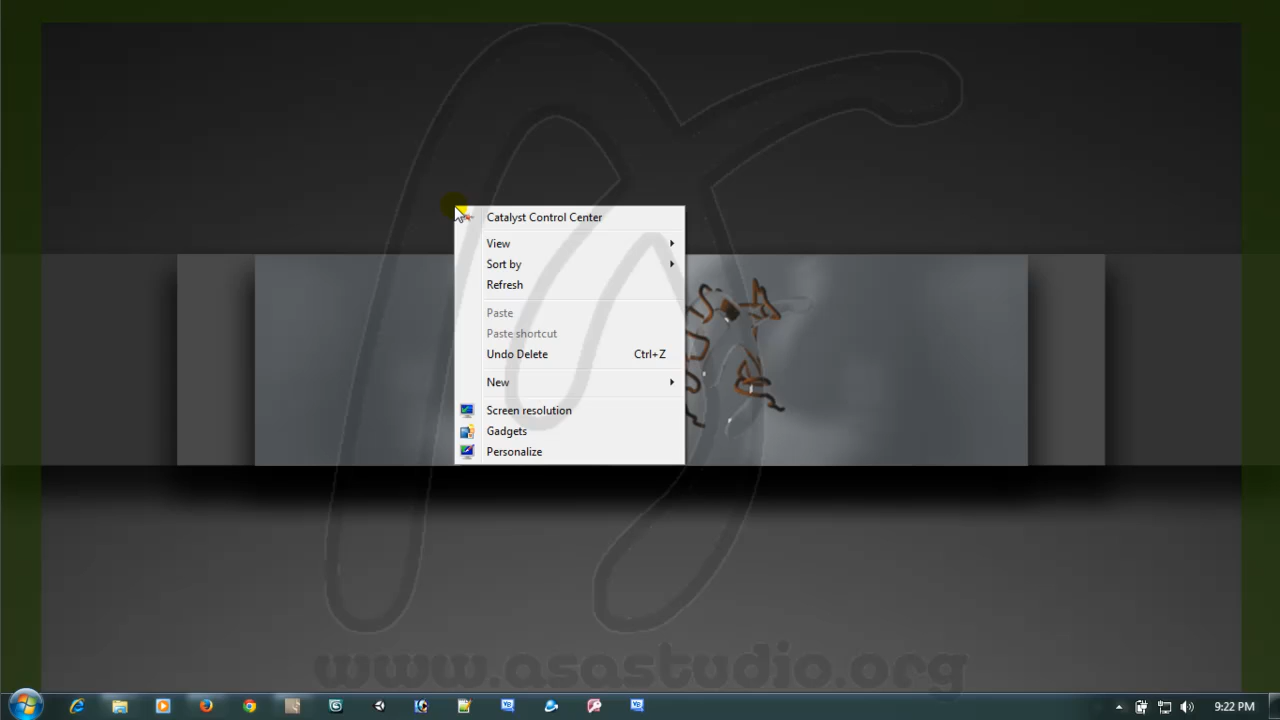 Catalyst Control Center
View
Sort by
Refresh
Paste
Paste shortcut
Undo Delete Ctrl+Z
New
Screen resolution
Gadgets
Personalize
www.asastudio.org
9:22 PM